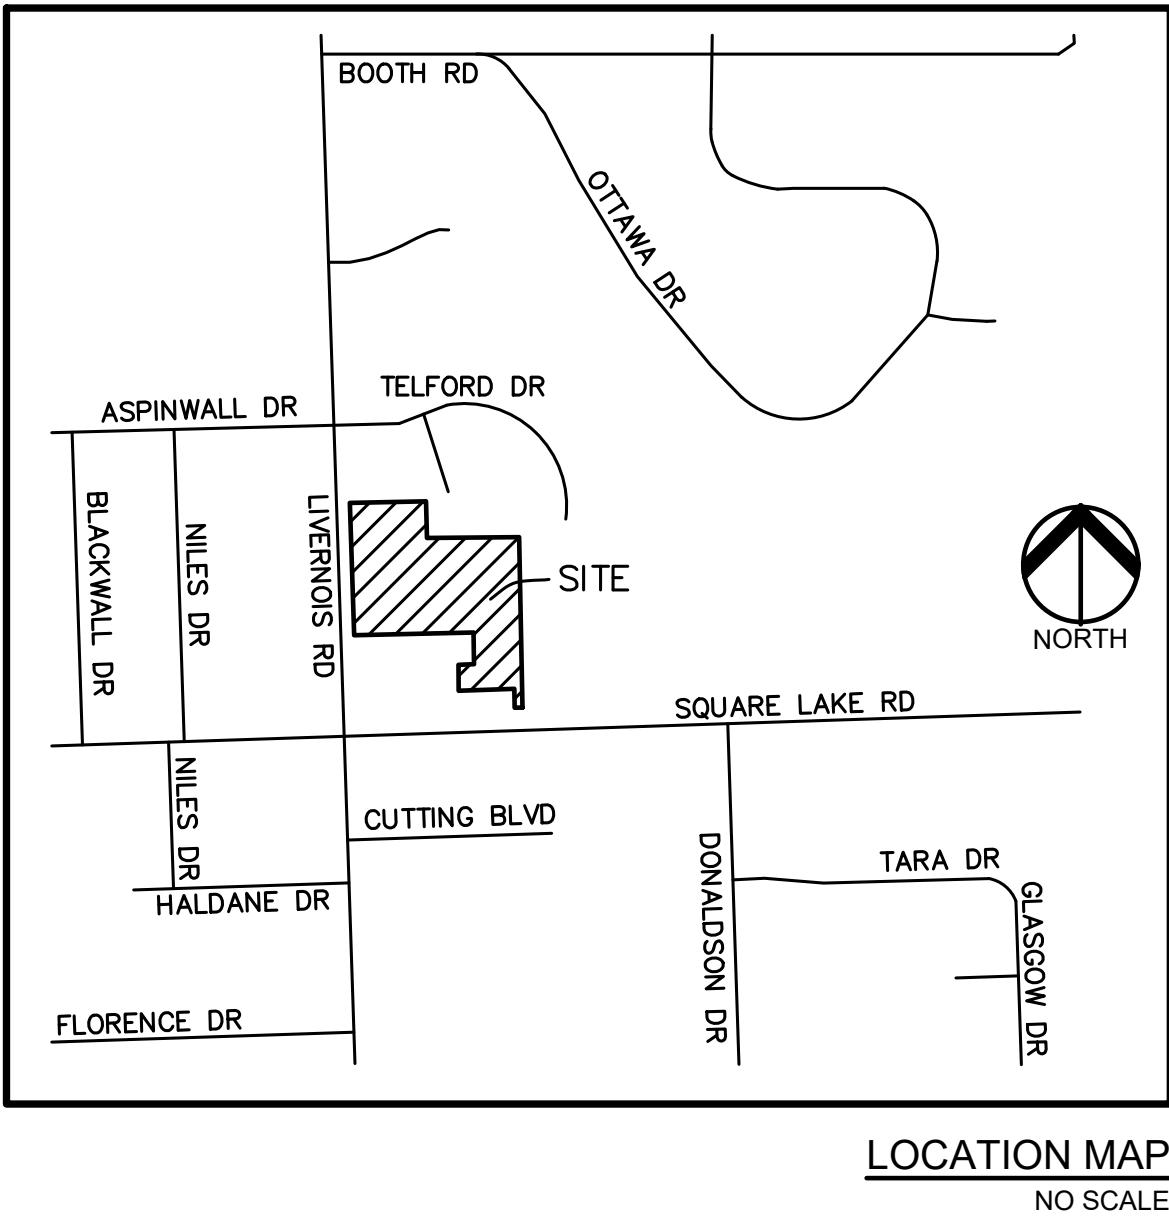 BOOTH RD
OTTAWA DR
TELFORD DR
ASPINWALL DR
BLACKWALL DR
NILES DR
LIVERNOIS RD
SITE
NORTH
SQUARE LAKE RD
NILES DR
CUTTING BLVD
DONALDSON DR
TARA DR
GLASGOW DR
HALDANE DR
FLORENCE DR
LOCATION MAP
NO SCALE